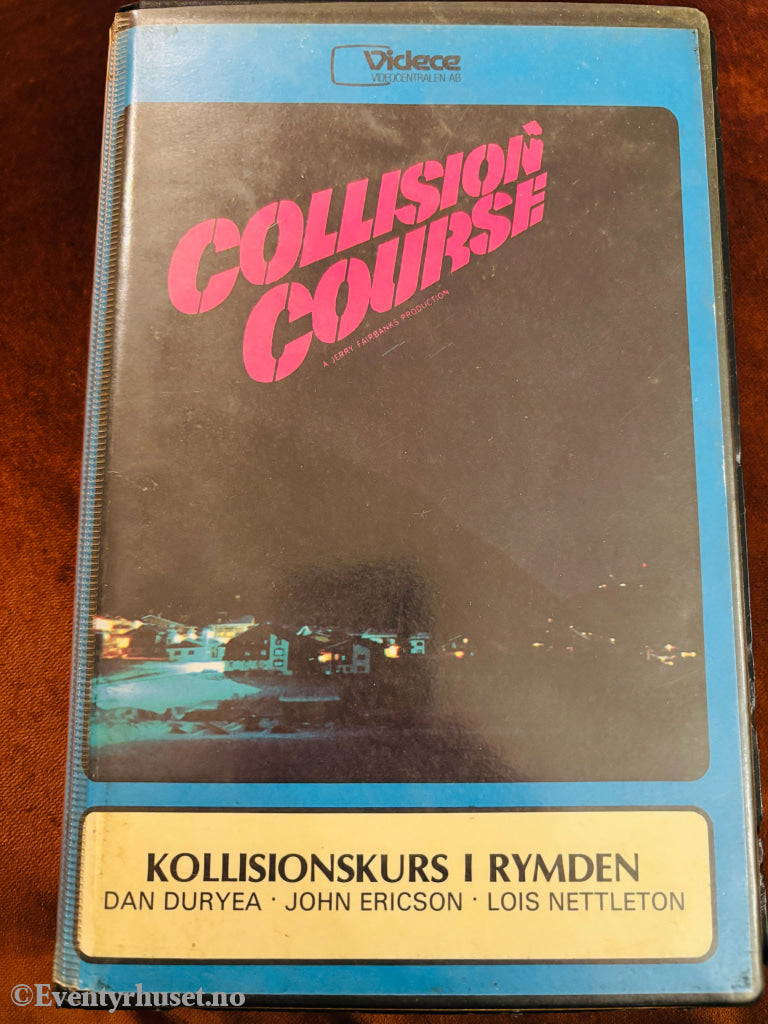 Videce
VIDEOCENTRALEN AB
COLLISION
COURSE
A JERRY FAIRBANKS PRODUCTION
KOLLISIONSKURS I RYMDEN
DAN DURYEA · JOHN ERICSON · LOIS NETTLETON
©Eventyrhuset.no